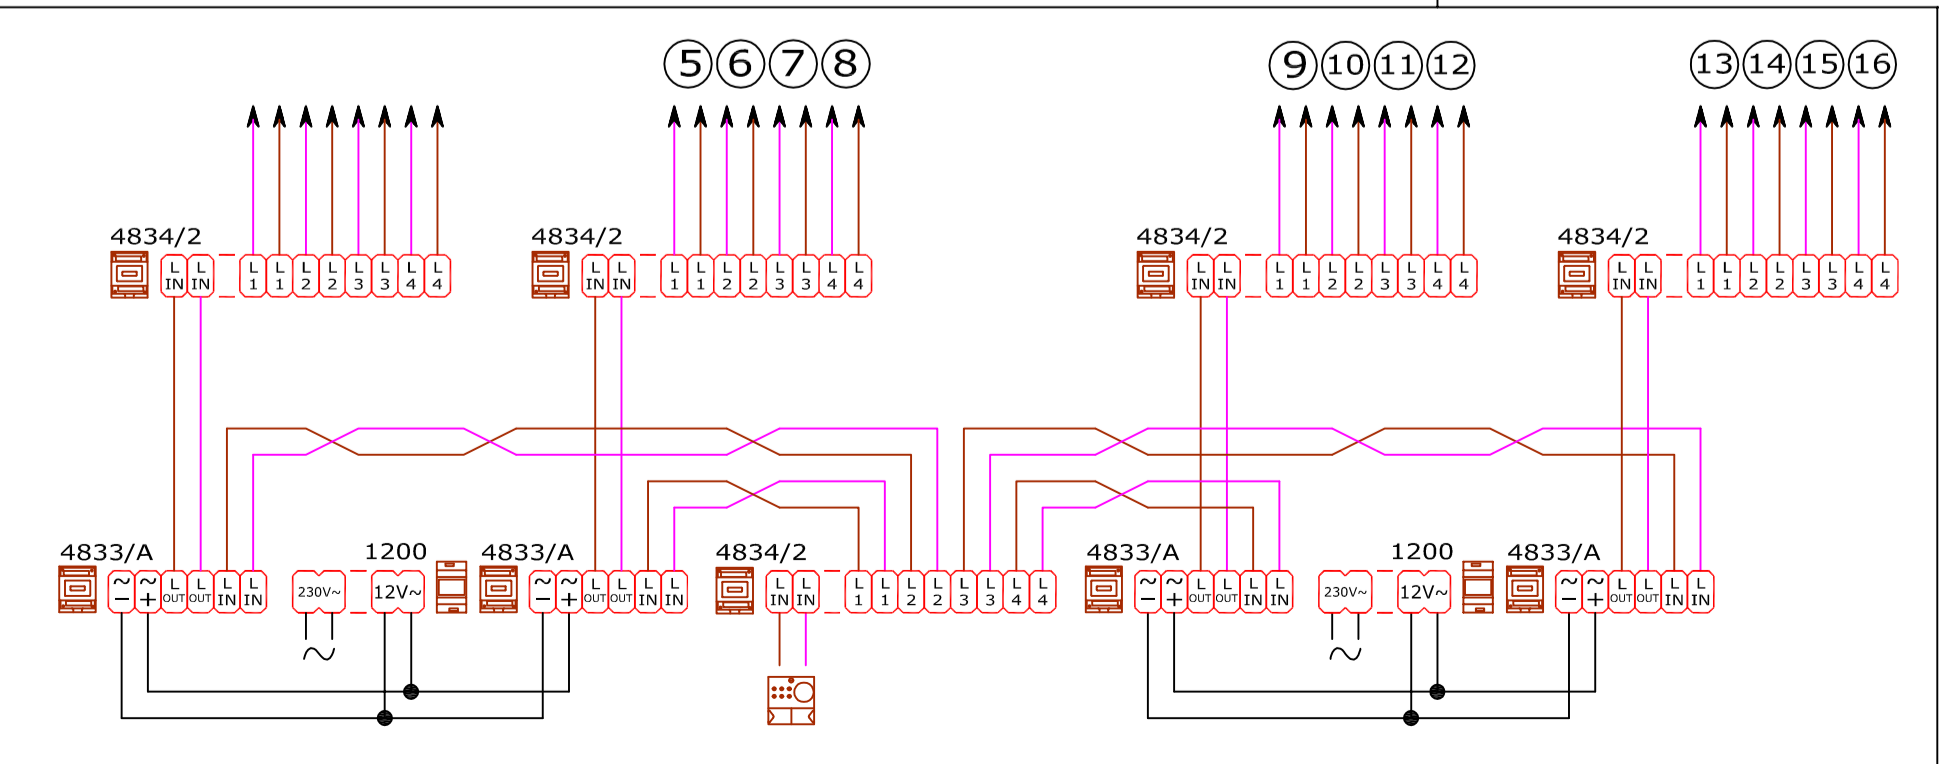 5 6 7 8 9 10 11 12 13 14 15 16
4834/2 4834/2 4834/2 4834/2
L L L L L L L L L L L L L L L L L L L L L L L L L L L L L L L L L L L L L L L L
IN IN 1 1 2 2 3 3 4 4 IN IN 1 1 2 2 3 3 4 4 IN IN 1 1 2 2 3 3 4 4 IN IN 1 1 2 2 3 3 4 4
4833/A 1200 4833/A 4834/2 4833/A 1200 4833/A
~ ~ L L L L ~ ~ L L L L L L L L L L L L L L ~ ~ L L L L ~ ~ L L L L
− + OUT OUT IN IN 230V~ 12V~ − + OUT OUT IN IN IN IN 1 1 2 2 3 3 4 4 − + OUT OUT IN IN 230V~ 12V~ − + OUT OUT IN IN
~ ~